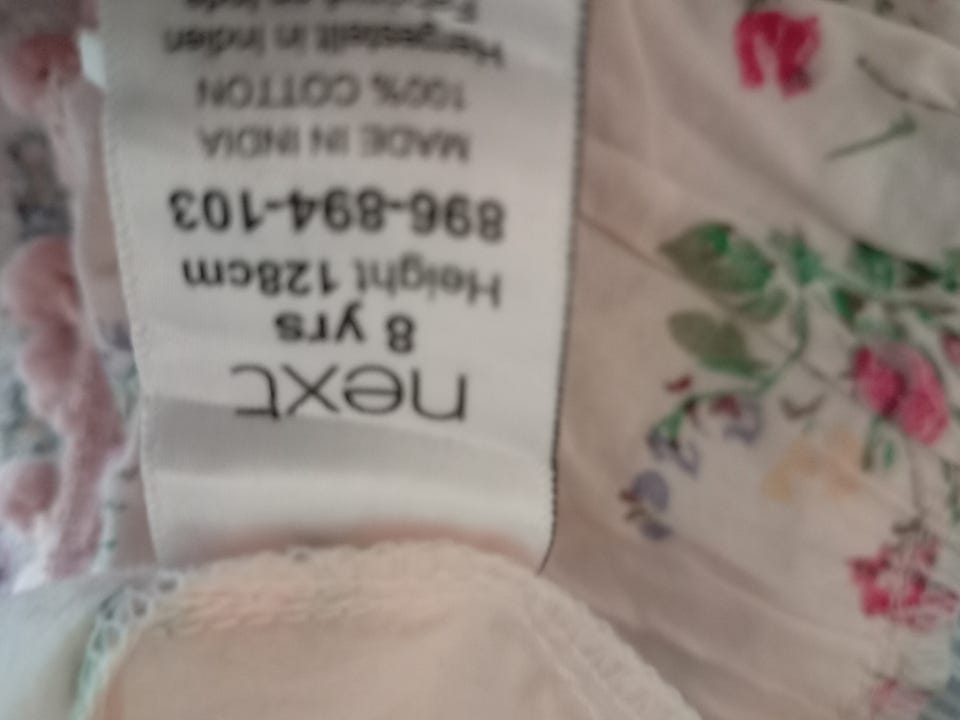 next
8 yrs
Height 128cm
896-894-103
MADE IN INDIA
100% COTTON
Hergestellt in Indien